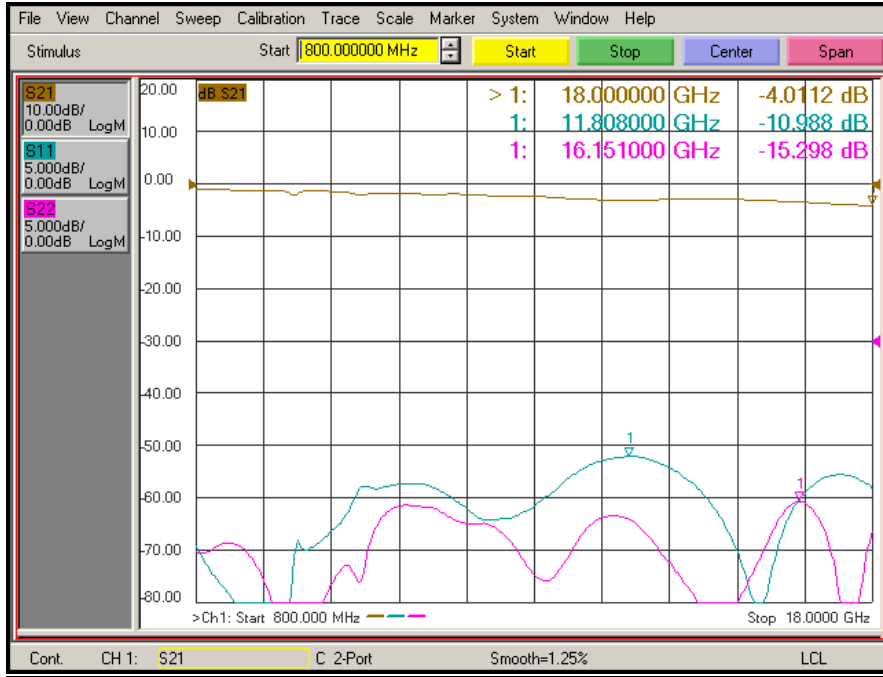 File View Channel Sweep Calibration Trace Scale Marker System Window Help
Stimulus Start 800.000000 MHz Start Stop Center Span
S21
10.00dB/
0.00dB LogM
S11
5.000dB/
0.00dB LogM
S22
5.000dB/
0.00dB LogM
dB S21
> 1: 18.000000 GHz -4.0112 dB
1: 11.808000 GHz -10.988 dB
1: 16.151000 GHz -15.298 dB
20.00
10.00
0.00
-10.00
-20.00
-30.00
-40.00
-50.00
-60.00
-70.00
-80.00
1
1
>Ch1: Start 800.000 MHz
Stop 18.0000 GHz
Cont. CH 1: S21 C 2-Port Smooth=1.25% LCL